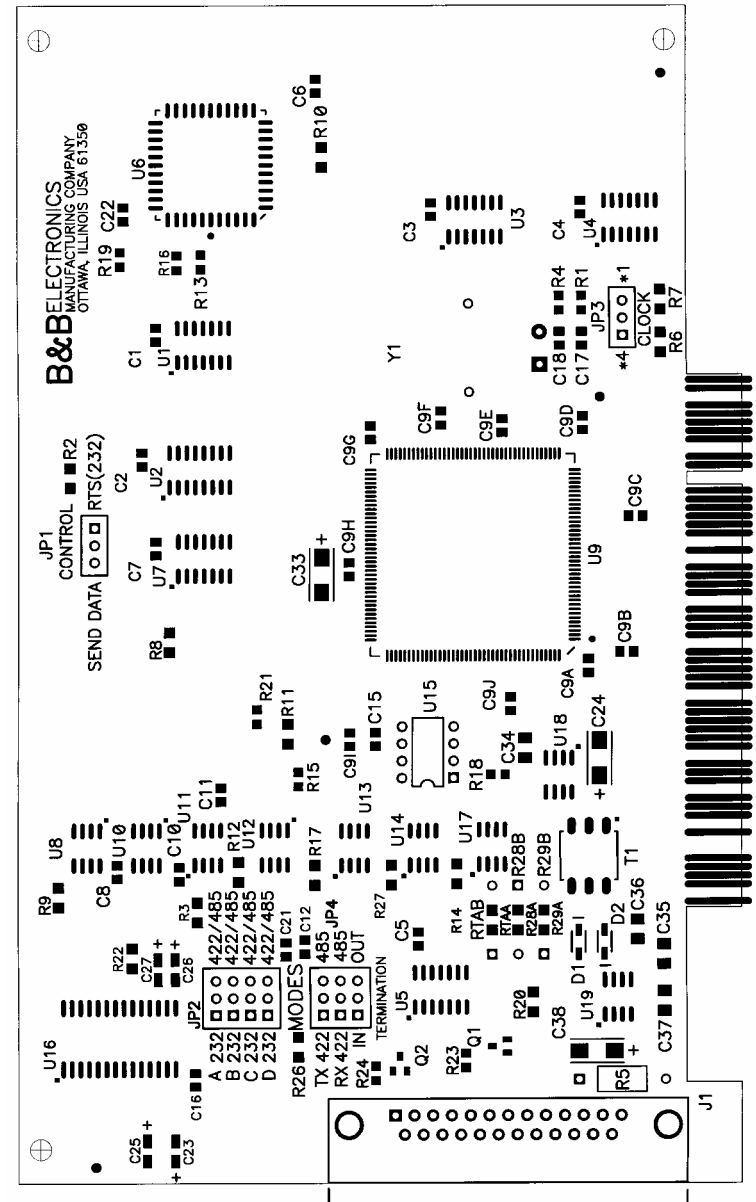 B&B ELECTRONICS
MANUFACTURING COMPANY
OTTAWA, ILLINOIS USA 61350
U6
C6
R10
C22
R19
R16
R13
C3
U3
C4
U4
C1
U1
Y1
R4
R1
JP3
*1
*4
CLOCK
C18
C17
R7
R6
C9F
C9E
C9D
C9G
R2
JP1
CONTROL
SEND DATA
RTS(232)
C2
U2
C7
U7
C33
+
C9H
U9
C9C
C9B
C9A
R8
R21
R11
C9I
C15
U15
C9J
C34
U18
C24
+
R15
R18
C11
U11
U8
U10
C10
R9
C8
R12
U12
R17
U13
U14
U17
R27
R14
R28B
R29B
T1
R3
R22
C27
+
C26
+
C21
C12
JP4
C5
RTAB
RTAA
R28A
R29A
D1
D2
C36
C35
U16
JP2
A 232 422/485
B 232 422/485
C 232 422/485
D 232 422/485
MODES
TX 422 485
RX 422 485
IN OUT
TERMINATION
U5
R20
U19
C38
+
C37
C16
R26
R24
Q2
R23
Q1
R5
C25
+
C23
+
J1